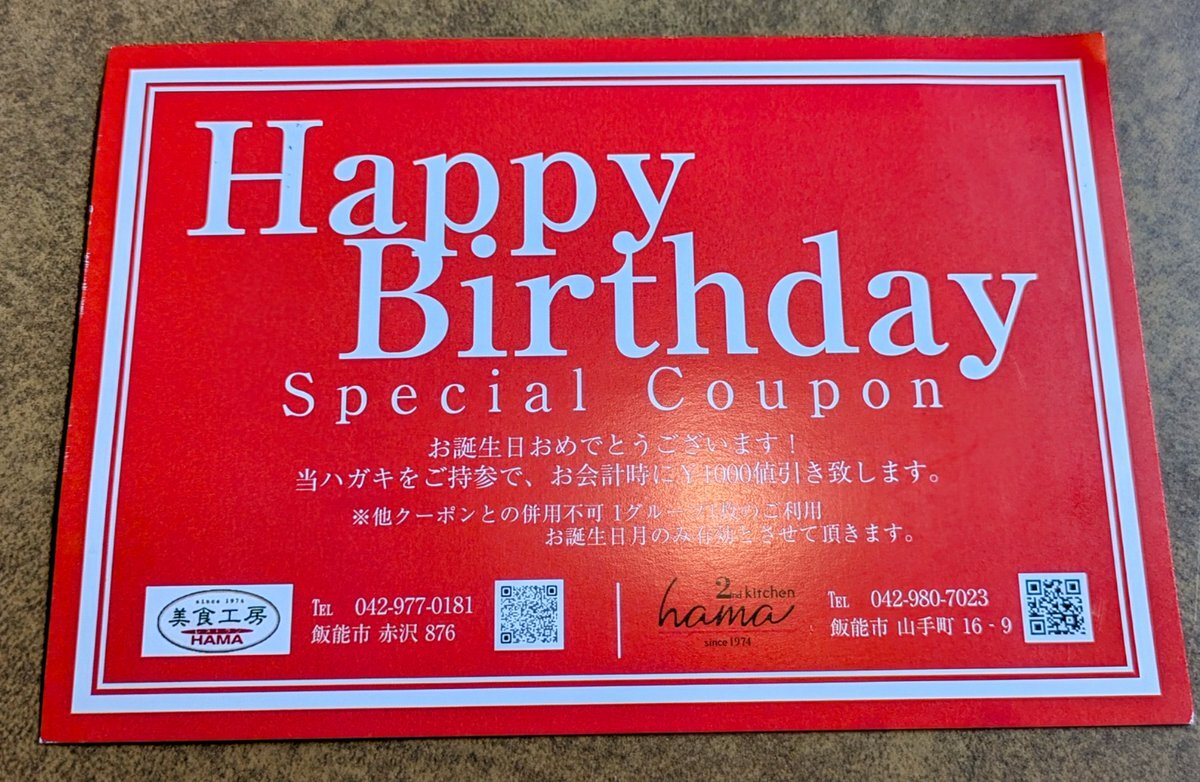 Happy
Birthday
Special Coupon
お誕生日おめでとうございます！
当ハガキをご持参で、お会計時に￥1000値引き致します。
※他クーポンとの併用不可 1グループ1枚のご利用
お誕生日月のみ有効とさせて頂きます。
since 1974
美食工房
HAMA
℡ 042-977-0181
飯能市 赤沢 876
2nd kitchen
hama
since 1974
℡ 042-980-7023
飯能市 山手町 16 - 9